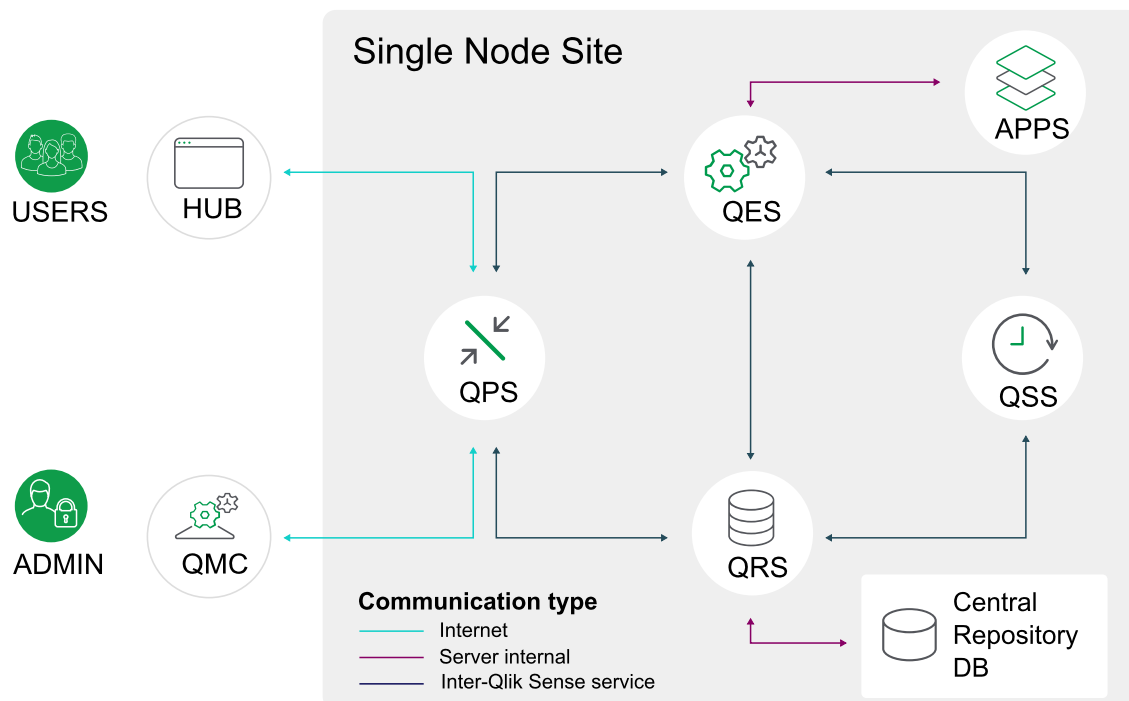 Single Node Site
APPS
USERS
HUB
QES
QPS
QSS
ADMIN
QMC
QRS
Communication type
Internet
Server internal
Inter-Qlik Sense service
Central
Repository
DB